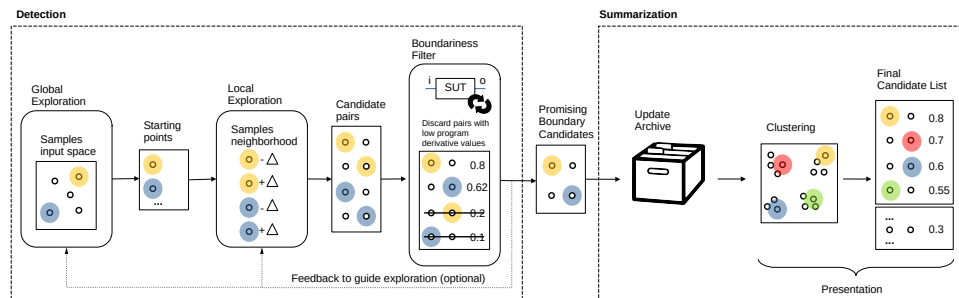 Detection
Summarization
Global
Exploration
Samples
input space
Starting
points
...
Local
Exploration
Samples
neighborhood
- Δ
+ Δ
- Δ
+ Δ
Candidate
pairs
Boundariness
Filter
i
SUT
o
Discard pairs with
low program
derivative values
0.8
0.62
0.2
0.1
Feedback to guide exploration (optional)
Promising
Boundary
Candidates
Update
Archive
Clustering
Final
Candidate List
0.8
0.7
0.6
0.55
...
0.3
...
Presentation